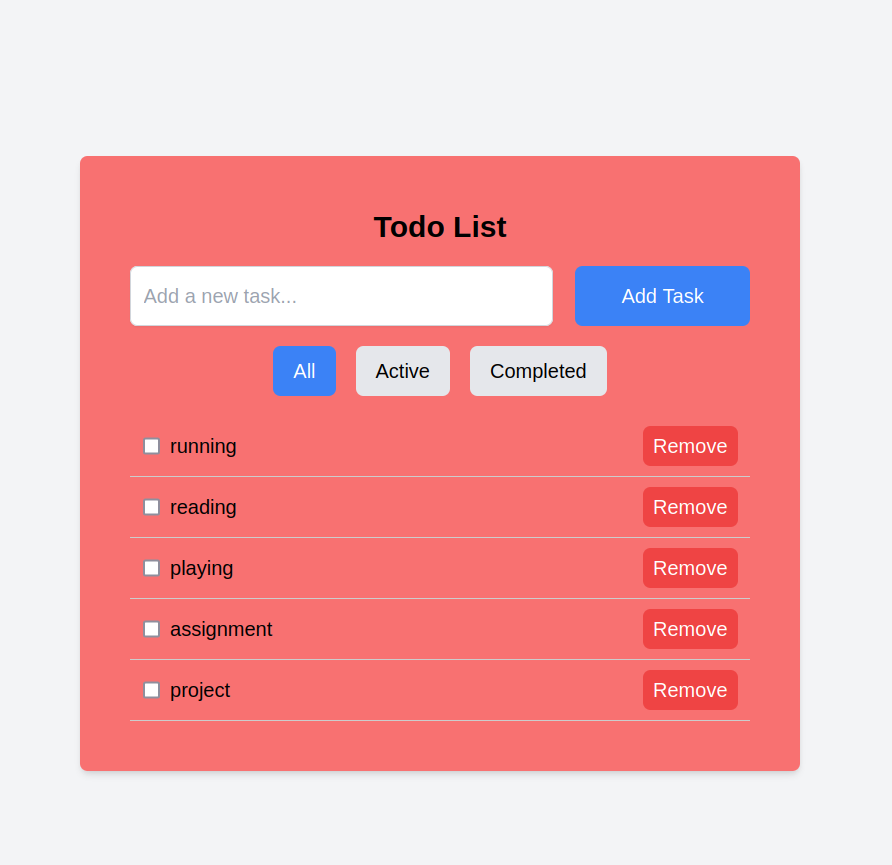 Todo List
Add a new task... Add Task
All Active Completed
running Remove
reading Remove
playing Remove
assignment Remove
project Remove